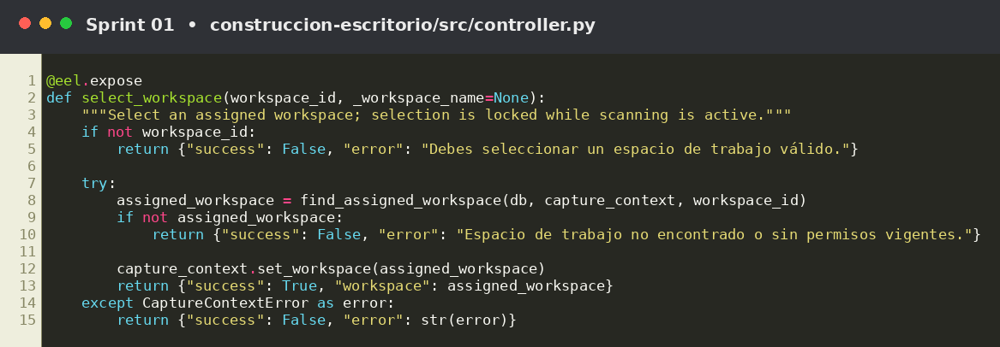 Sprint 01 • construccion-escritorio/src/controller.py
1 @eel.expose
2 def select_workspace(workspace_id, _workspace_name=None):
3     """Select an assigned workspace; selection is locked while scanning is active."""
4     if not workspace_id:
5         return {"success": False, "error": "Debes seleccionar un espacio de trabajo válido."}
6
7     try:
8         assigned_workspace = find_assigned_workspace(db, capture_context, workspace_id)
9         if not assigned_workspace:
10             return {"success": False, "error": "Espacio de trabajo no encontrado o sin permisos vigentes."}
11
12         capture_context.set_workspace(assigned_workspace)
13         return {"success": True, "workspace": assigned_workspace}
14     except CaptureContextError as error:
15         return {"success": False, "error": str(error)}